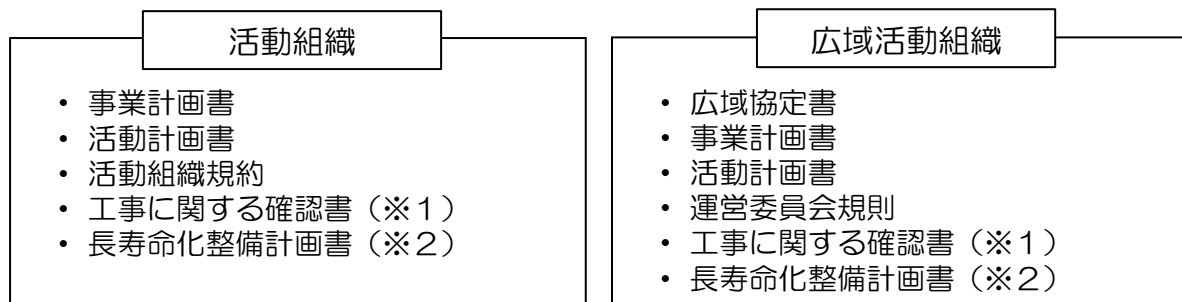 活動組織
・ 事業計画書
・ 活動計画書
・ 活動組織規約
・ 工事に関する確認書（※１）
・ 長寿命化整備計画書（※２）
広域活動組織
・ 広域協定書
・ 事業計画書
・ 活動計画書
・ 運営委員会規則
・ 工事に関する確認書（※１）
・ 長寿命化整備計画書（※２）